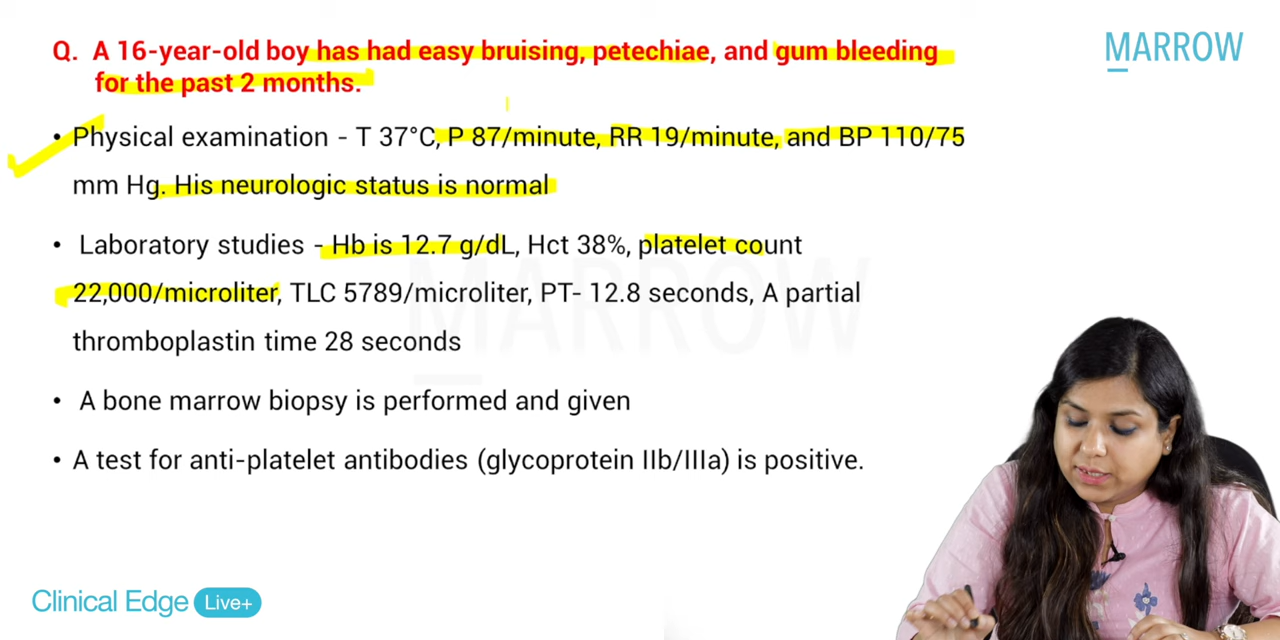 Q. A 16-year-old boy has had easy bruising, petechiae, and gum bleeding
for the past 2 months.
MARROW
• Physical examination - T 37°C, P 87/minute, RR 19/minute, and BP 110/75
mm Hg. His neurologic status is normal
• Laboratory studies - Hb is 12.7 g/dL, Hct 38%, platelet count
22,000/microliter, TLC 5789/microliter, PT- 12.8 seconds, A partial
thromboplastin time 28 seconds
• A bone marrow biopsy is performed and given
• A test for anti-platelet antibodies (glycoprotein IIb/IIIa) is positive.
MARROW
Clinical Edge Live+